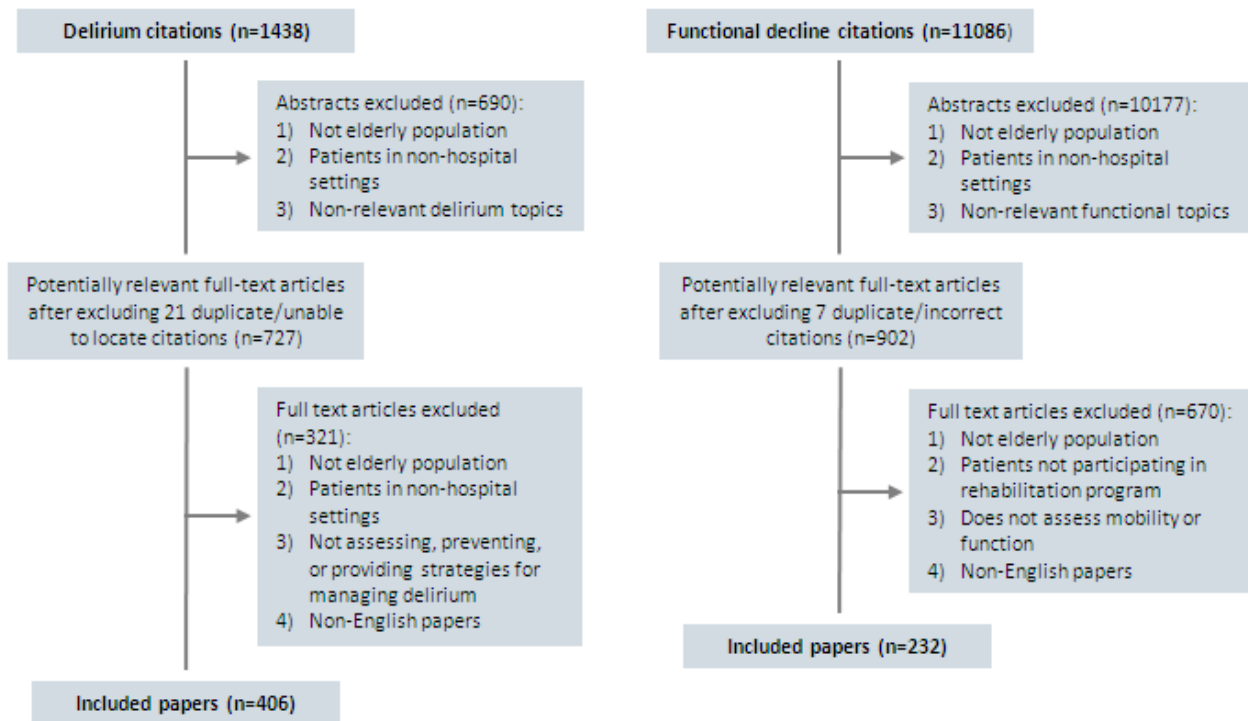 Delirium citations (n=1438)
Abstracts excluded (n=690):
1) Not elderly population
2) Patients in non-hospital
settings
3) Non-relevant delirium topics
Potentially relevant full-text articles
after excluding 21 duplicate/unable
to locate citations (n=727)
Full text articles excluded
(n=321):
1) Not elderly population
2) Patients in non-hospital
settings
3) Not assessing, preventing,
or providing strategies for
managing delirium
4) Non-English papers
Included papers (n=406)
Functional decline citations (n=11086)
Abstracts excluded (n=10177):
1) Not elderly population
2) Patients in non-hospital
settings
3) Non-relevant functional topics
Potentially relevant full-text articles
after excluding 7 duplicate/incorrect
citations (n=902)
Full text articles excluded (n=670):
1) Not elderly population
2) Patients not participating in
rehabilitation program
3) Does not assess mobility or
function
4) Non-English papers
Included papers (n=232)